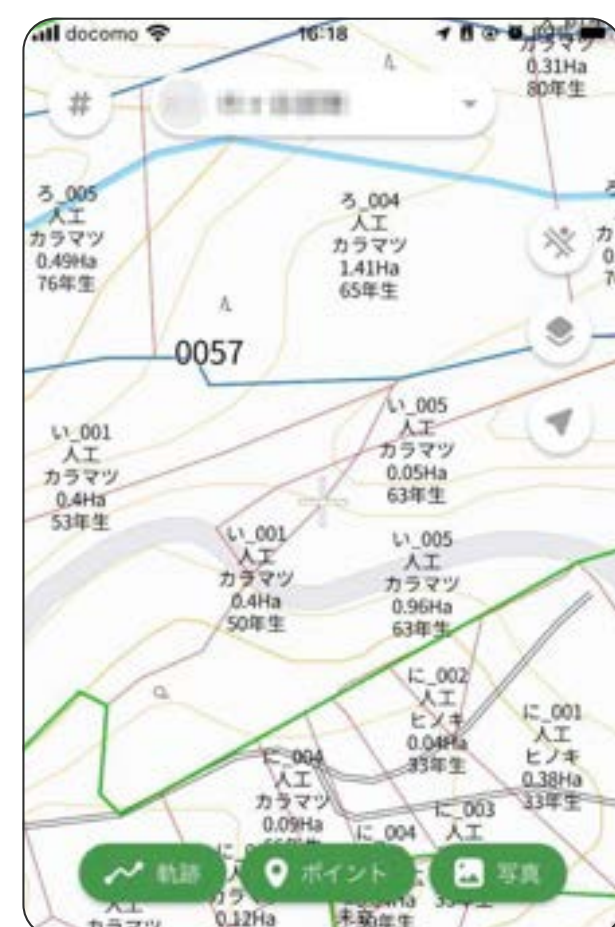 docomo
16:18
カラマツ
0.31Ha
80年生
#
ろ_005
人工
カラマツ
0.49Ha
76年生
ろ_004
人工
カラマツ
1.41Ha
65年生
0057
い_001
人工
カラマツ
0.4Ha
53年生
い_005
人工
カラマツ
0.05Ha
63年生
い_001
人工
カラマツ
0.4Ha
50年生
い_005
人工
カラマツ
0.96Ha
63年生
に_002
人工
ヒノキ
0.04Ha
33年生
に_001
人工
ヒノキ
0.38Ha
33年生
に_004
人工
カラマツ
0.09Ha
に_003
人工
に_004
軌跡
ポイント
写真
人工
カラマツ
0.12Ha